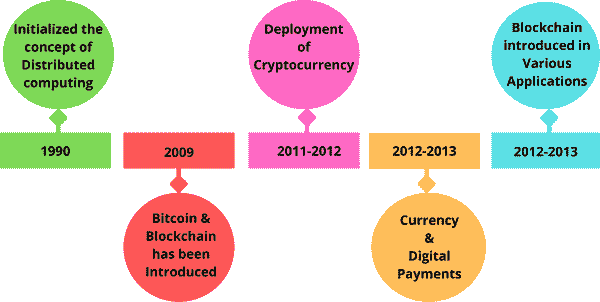 Initialized the
concept of
Distributed
computing
1990
2009
Bitcoin &
Blockchain
has been
Introduced
Deployment
of
Cryptocurrency
2011-2012
2012-2013
Currency
&
Digital
Payments
Blockchain
introduced in
Various
Applications
2012-2013